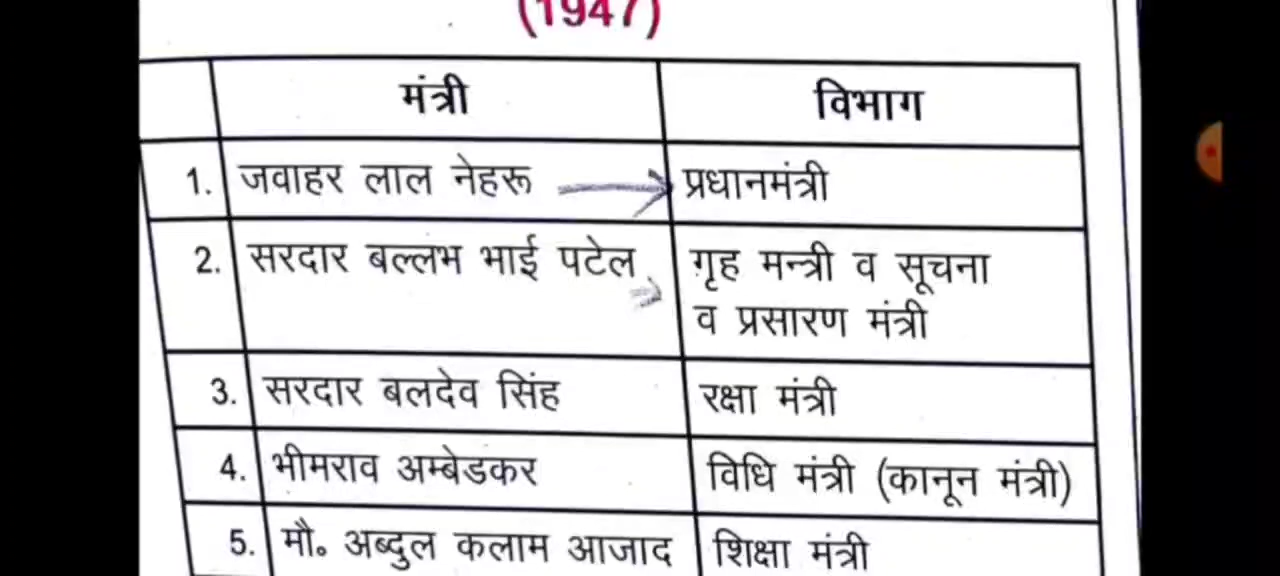 (1947)
मंत्री विभाग
1. जवाहर लाल नेहरू प्रधानमंत्री
2. सरदार बल्लभ भाई पटेल गृह मन्त्री व सूचना
व प्रसारण मंत्री
3. सरदार बलदेव सिंह रक्षा मंत्री
4. भीमराव अम्बेडकर विधि मंत्री (कानून मंत्री)
5. मौ० अब्दुल कलाम आजाद शिक्षा मंत्री